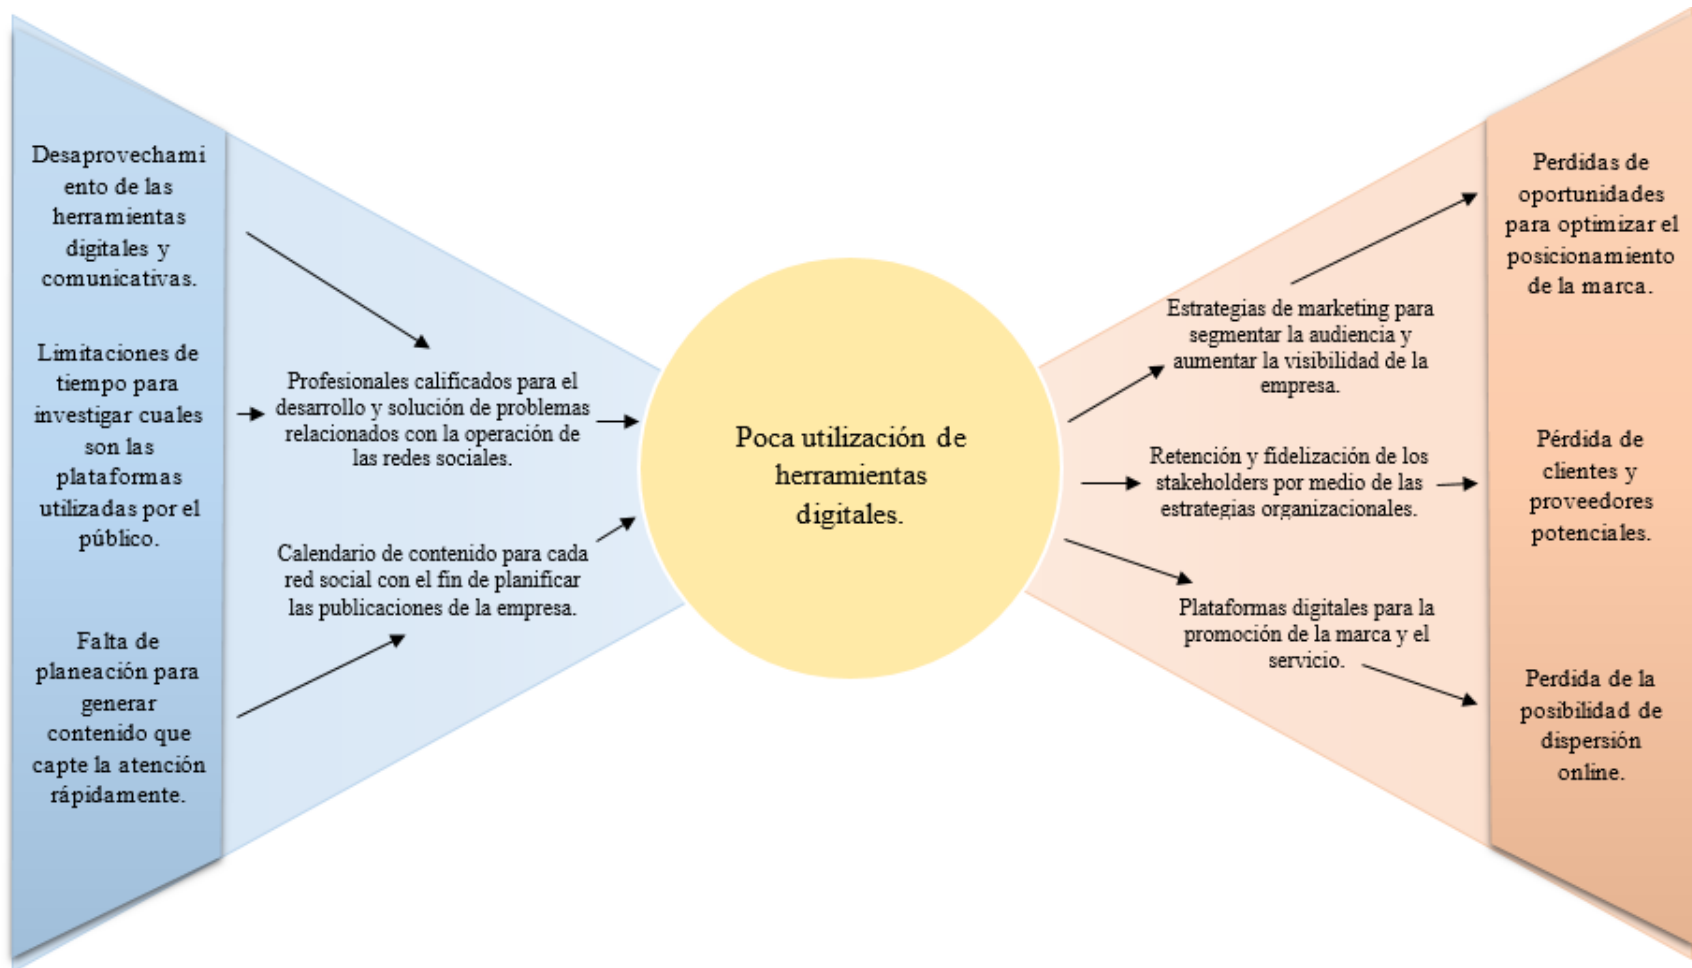 Desaprovechami
ento de las
herramientas
digitales y
comunicativas.
Limitaciones de
tiempo para
investigar cuales
son las
plataformas
utilizadas por el
público.
Falta de
planeación para
generar
contenido que
capte la atención
rápidamente.
Profesionales calificados para el
desarrollo y solución de problemas
relacionados con la operación de
las redes sociales.
Calendario de contenido para cada
red social con el fin de planificar
las publicaciones de la empresa.
Poca utilización de
herramientas
digitales.
Estrategias de marketing para
segmentar la audiencia y
aumentar la visibilidad de la
empresa.
Retención y fidelización de los
stakeholders por medio de las
estrategias organizacionales.
Plataformas digitales para la
promoción de la marca y el
servicio.
Perdidas de
oportunidades
para optimizar el
posicionamiento
de la marca.
Pérdida de
clientes y
proveedores
potenciales.
Perdida de la
posibilidad de
dispersión
online.